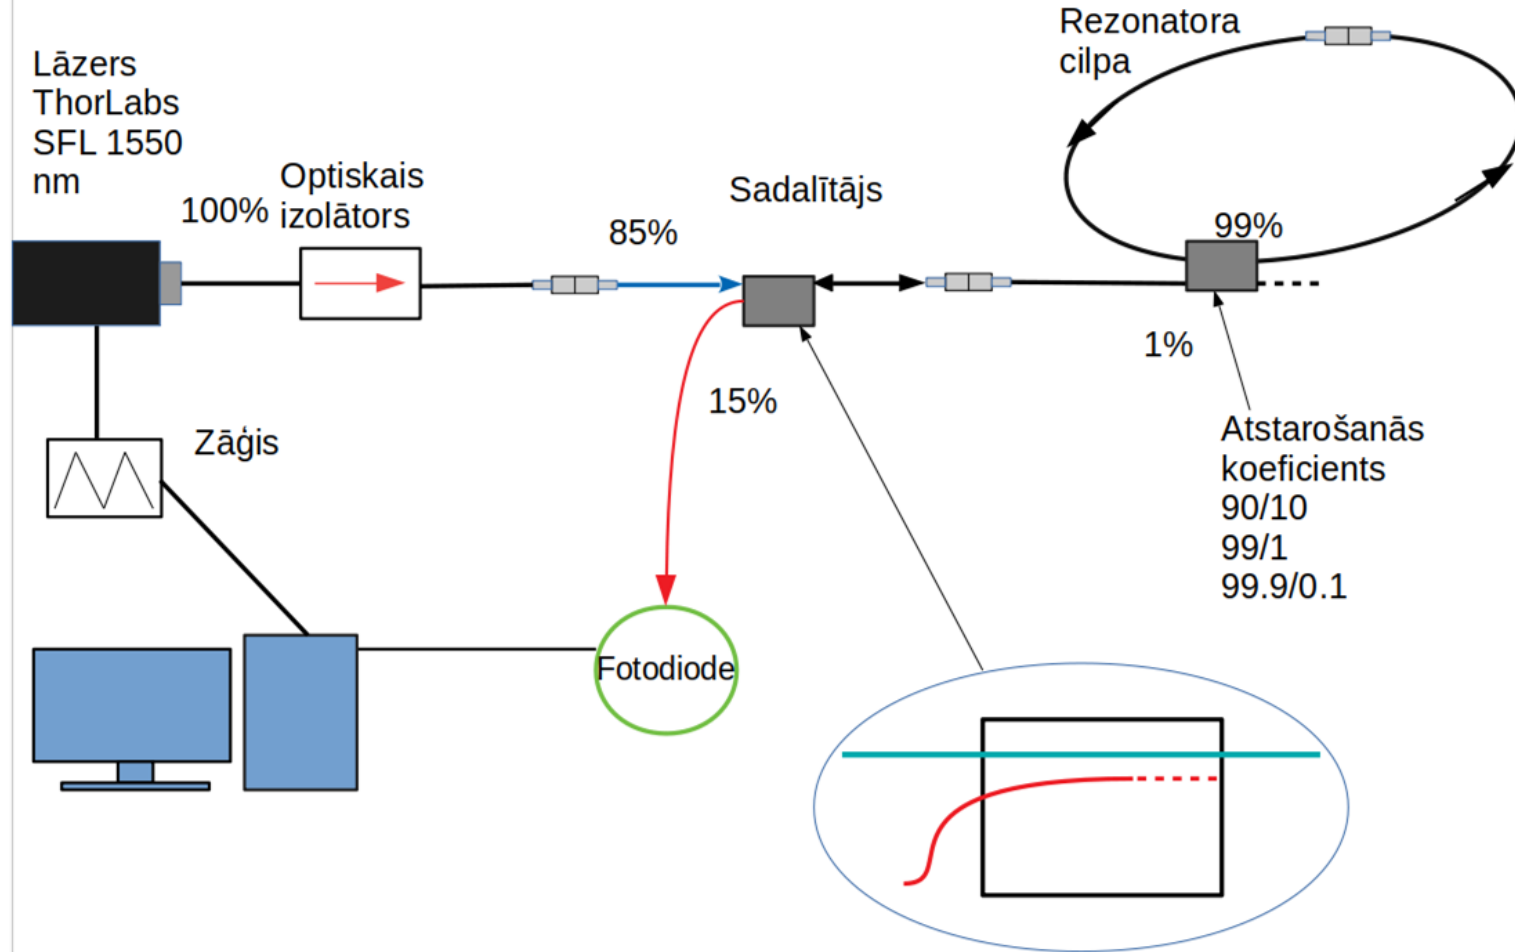 Rezonatora
cilpa
Lāzers
ThorLabs
SFL 1550
nm
Optiskais
izolātors
100%
Sadalītājs
85%
99%
1%
15%
Atstarošanās
koeficients
90/10
99/1
99.9/0.1
Zāģis
Fotodiode